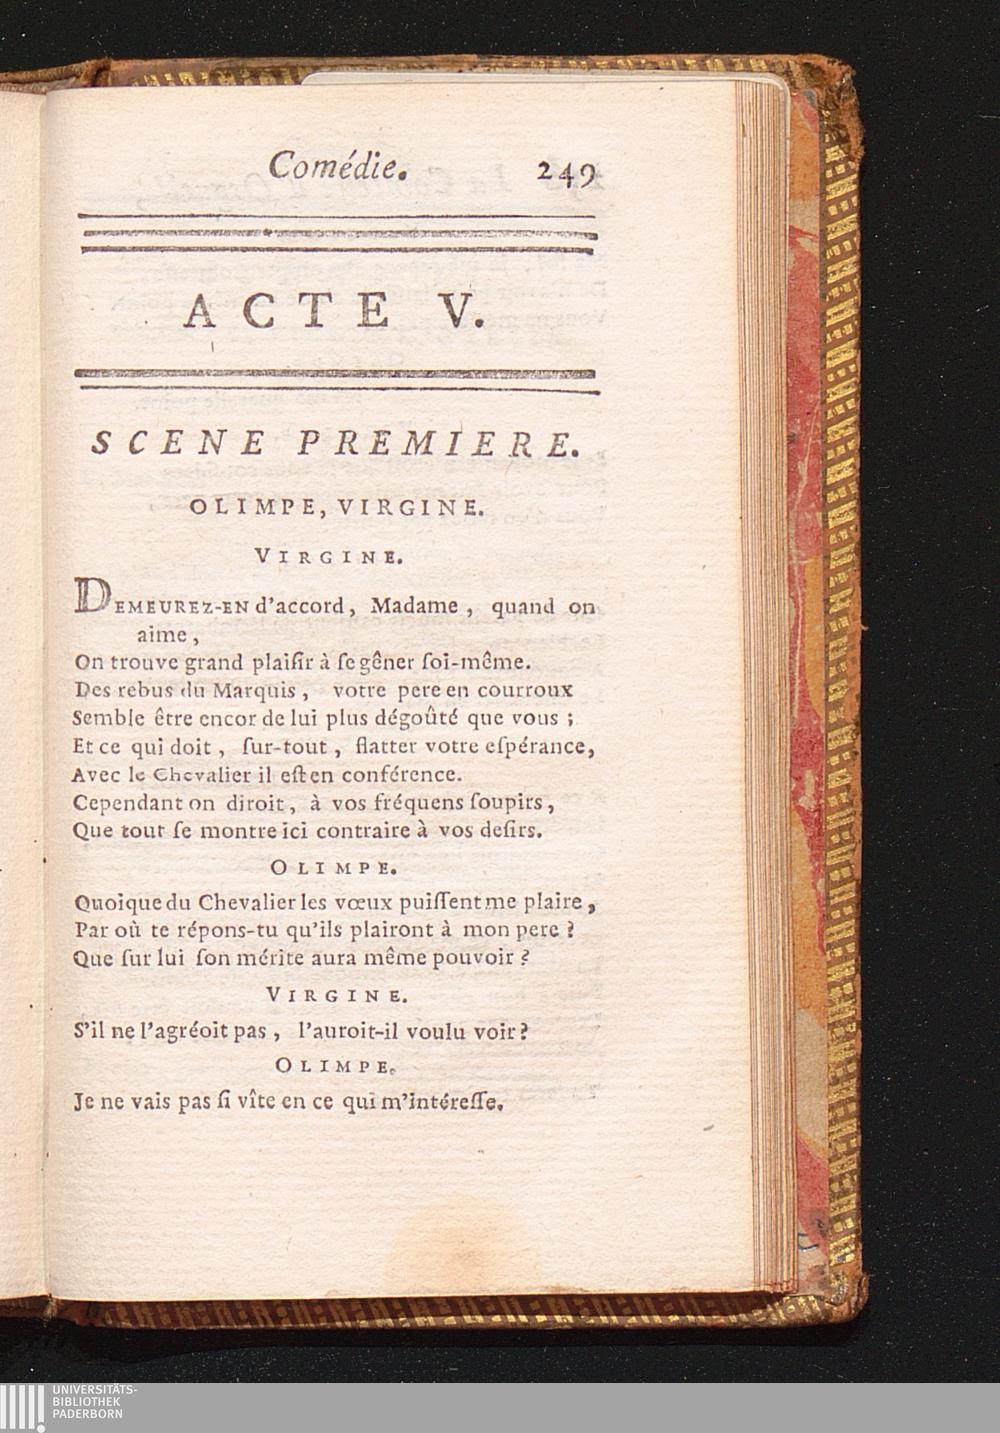 Comédie. 249
ACTE V.
SCENE PREMIERE.
OLIMPE, VIRGINE.
VIRGINE.
DEMEUREZ-EN d'accord, Madame, quand on
aime,
On trouve grand plaiſir à ſe gêner ſoi-même.
Des rebus du Marquis, votre pere en courroux
Semble être encor de lui plus dégoûté que vous;
Et ce qui doit, ſur-tout, flatter votre eſpérance,
Avec le Chevalier il eſt en conférence.
Cependant on diroit, à vos fréquens ſoupirs,
Que tout ſe montre ici contraire à vos deſirs.
OLIMPE.
Quoique du Chevalier les vœux puiſſent me plaire,
Par où te répons-tu qu'ils plairont à mon pere?
Que ſur lui ſon mérite aura même pouvoir?
VIRGINE.
S'il ne l'agréoit pas, l'auroit-il voulu voir?
OLIMPE.
Je ne vais pas ſi vîte en ce qui m'intéreſſe.
UNIVERSITÄTS-
BIBLIOTHEK
PADERBORN